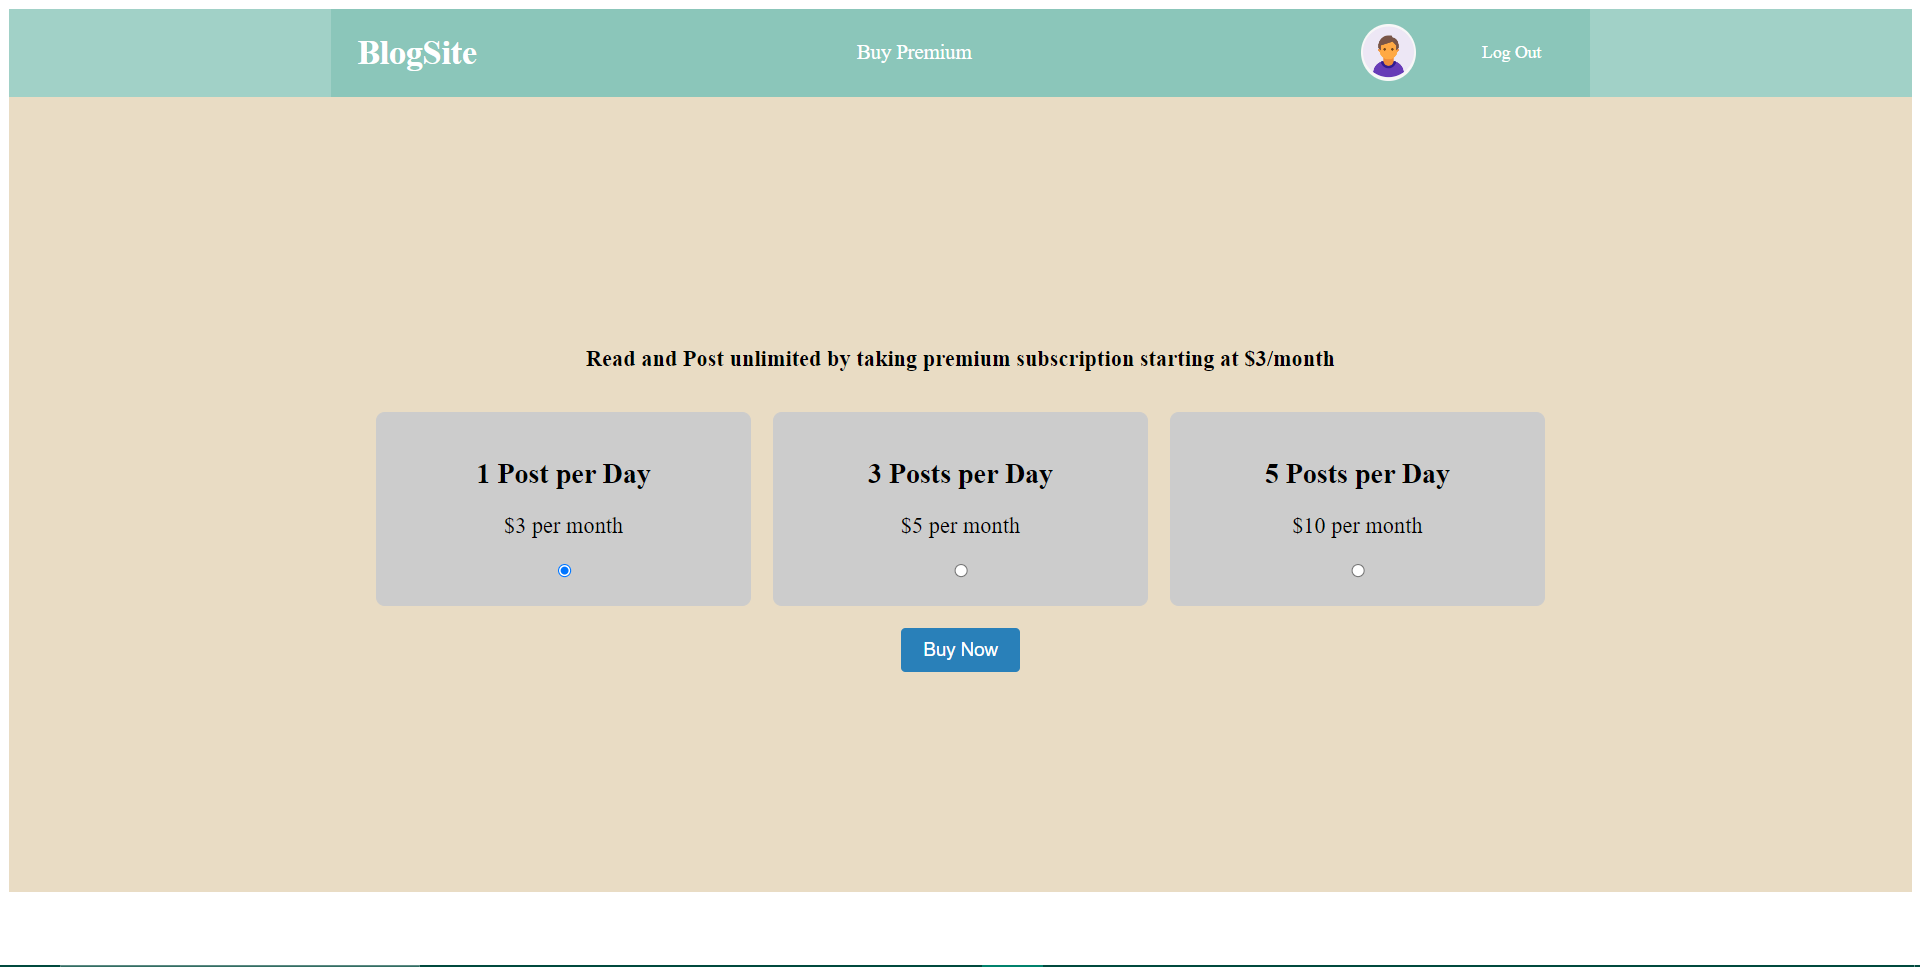 BlogSite
Buy Premium
Log Out
Read and Post unlimited by taking premium subscription starting at $3/month
1 Post per Day
$3 per month
3 Posts per Day
$5 per month
5 Posts per Day
$10 per month
Buy Now